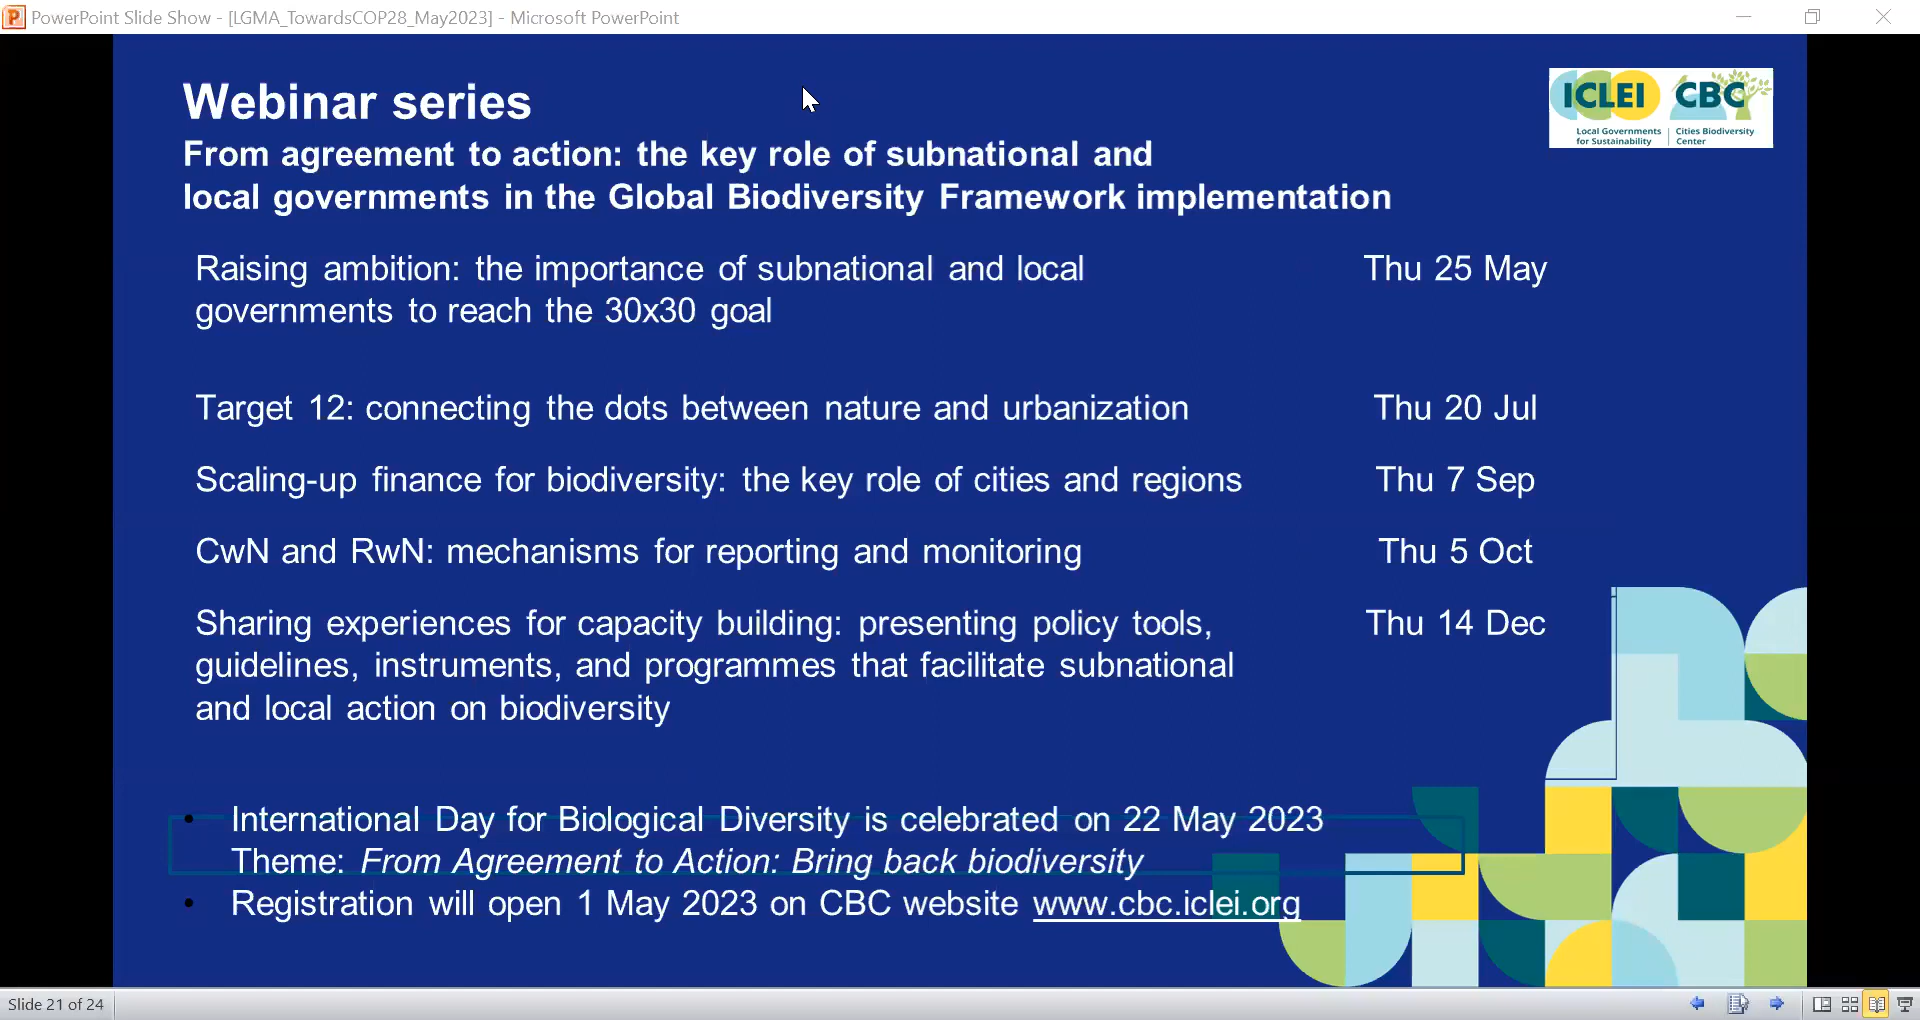 PowerPoint Slide Show - [LGMA_TowardsCOP28_May2023] - Microsoft PowerPoint
Webinar series
From agreement to action: the key role of subnational and
local governments in the Global Biodiversity Framework implementation
ICLEI
Local Governments
for Sustainability
CBC
Cities Biodiversity
Center
Raising ambition: the importance of subnational and local
governments to reach the 30x30 goal
Thu 25 May
Target 12: connecting the dots between nature and urbanization
Thu 20 Jul
Scaling-up finance for biodiversity: the key role of cities and regions
Thu 7 Sep
CwN and RwN: mechanisms for reporting and monitoring
Thu 5 Oct
Sharing experiences for capacity building: presenting policy tools,
guidelines, instruments, and programmes that facilitate subnational
and local action on biodiversity
Thu 14 Dec
• International Day for Biological Diversity is celebrated on 22 May 2023
Theme: From Agreement to Action: Bring back biodiversity
• Registration will open 1 May 2023 on CBC website www.cbc.iclei.org
Slide 21 of 24